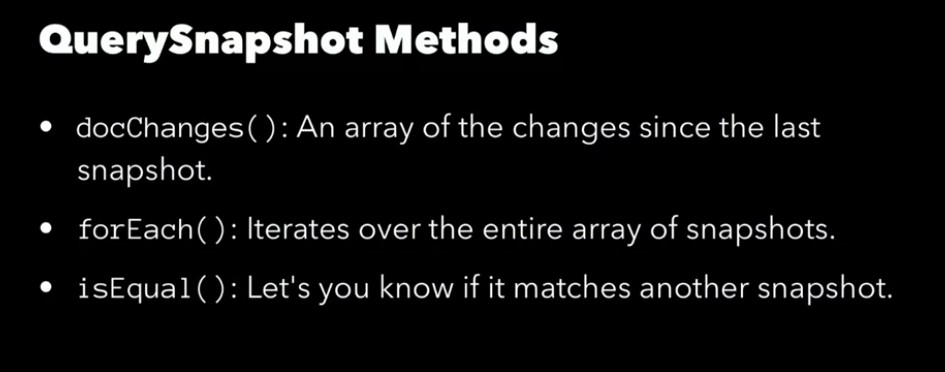 QuerySnapshot Methods
• docChanges(): An array of the changes since the last
snapshot.
• forEach(): Iterates over the entire array of snapshots.
• isEqual(): Let's you know if it matches another snapshot.